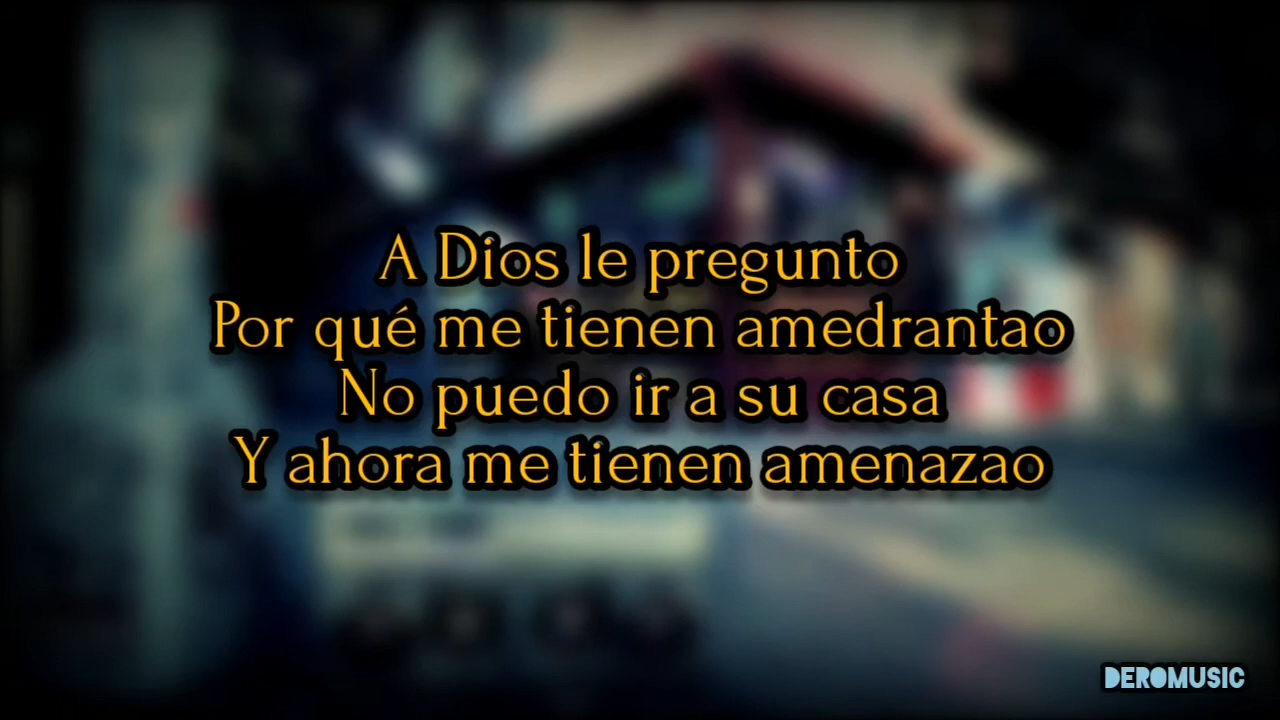 A Dios le pregunto
Por qué me tienen amedrantao
No puedo ir a su casa
Y ahora me tienen amenazao
DEROMUSIC